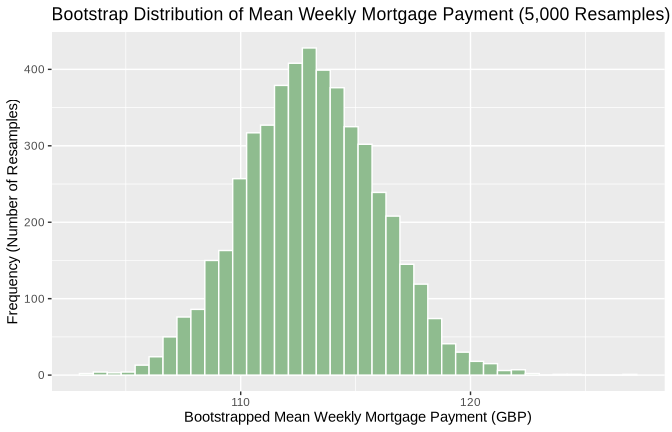 Bootstrap Distribution of Mean Weekly Mortgage Payment (5,000 Resamples)
Frequency (Number of Resamples)
400
300
200
100
0
110
120
Bootstrapped Mean Weekly Mortgage Payment (GBP)